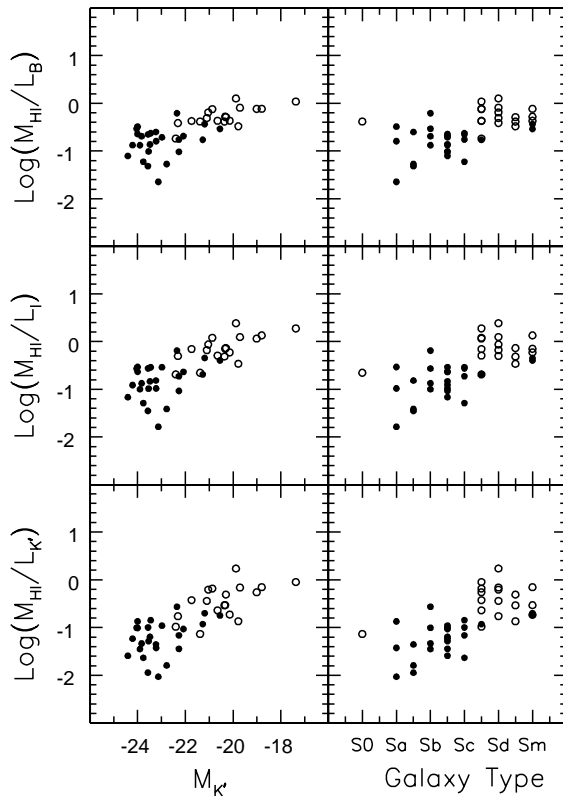 Log(M_HI/L_B)
1
0
-1
-2
Log(M_HI/L_I)
1
0
-1
-2
Log(M_HI/L_K')
1
0
-1
-2
-24 -22 -20 -18
S0 Sa Sb Sc Sd Sm
M_K'
Galaxy Type